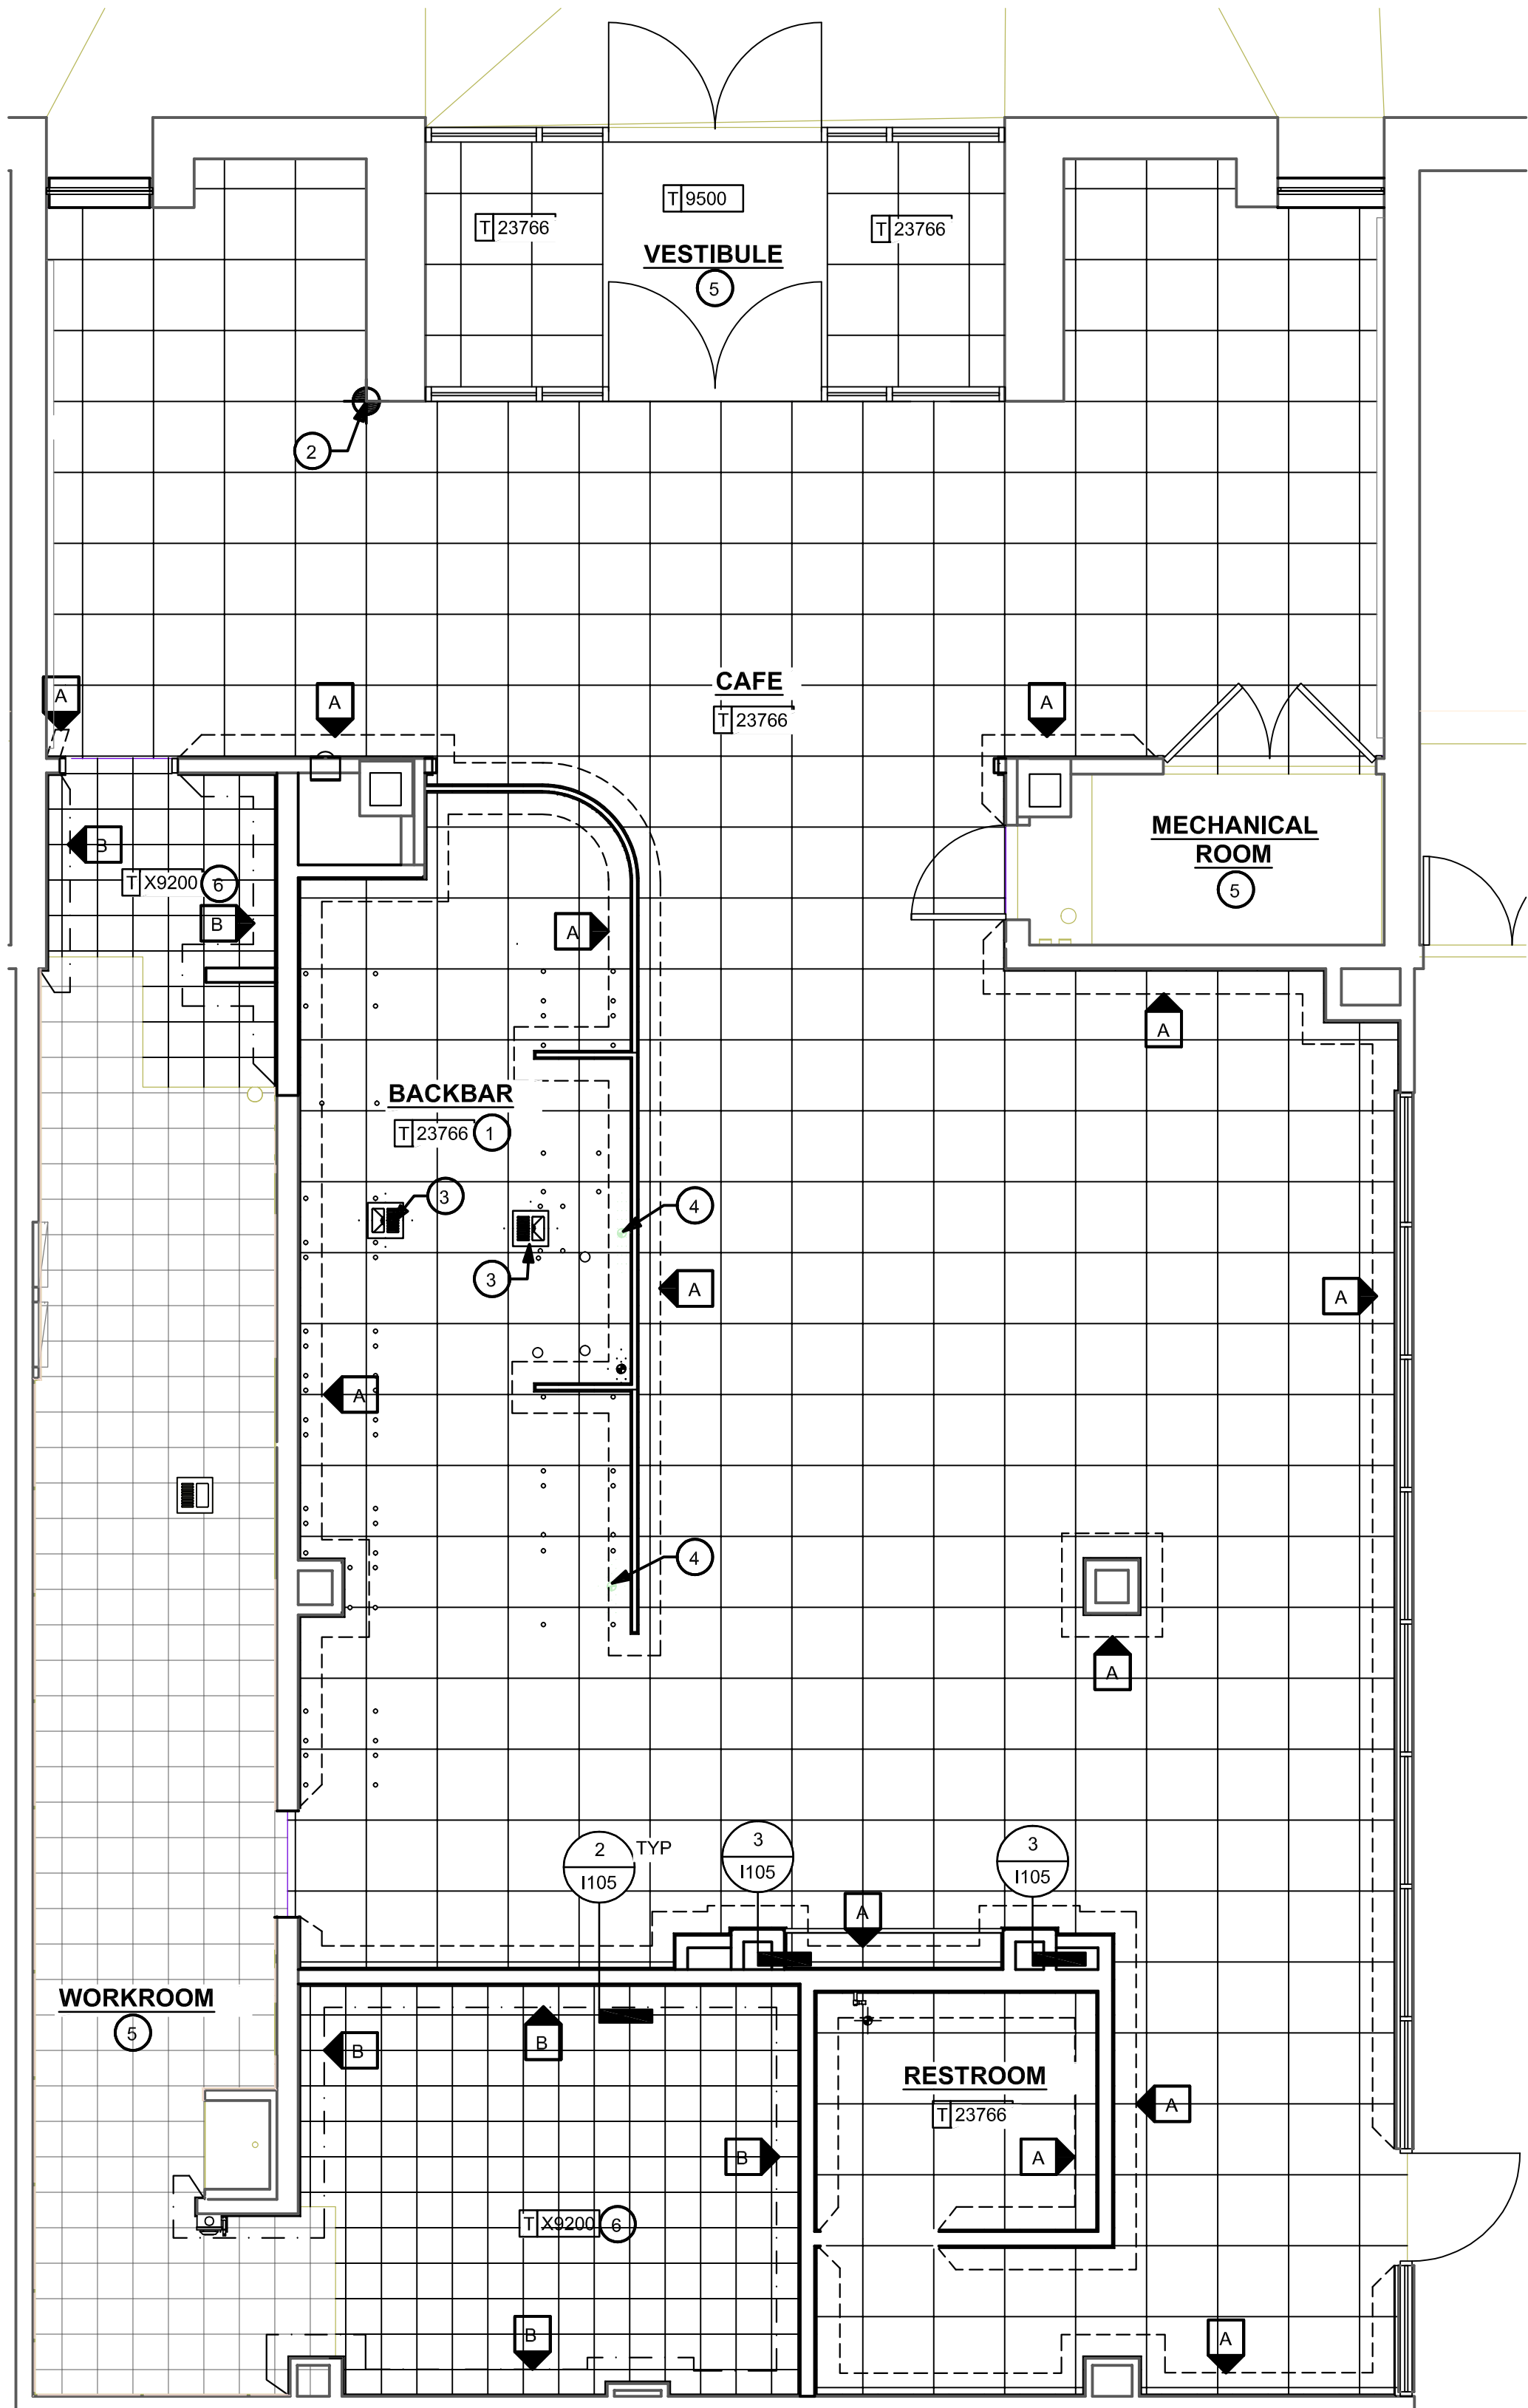 T 9500
T 23766
T 23766
VESTIBULE
5
2
A
A
CAFE
A
T 23766
MECHANICAL
ROOM
5
B
T X9200 6
B
A
A
BACKBAR
T 23766 1
3
4
3
A
A
A
4
A
2
I105
TYP
3
I105
3
I105
A
WORKROOM
5
B
B
RESTROOM
T 23766
A
B
A
T X9200 6
B
A